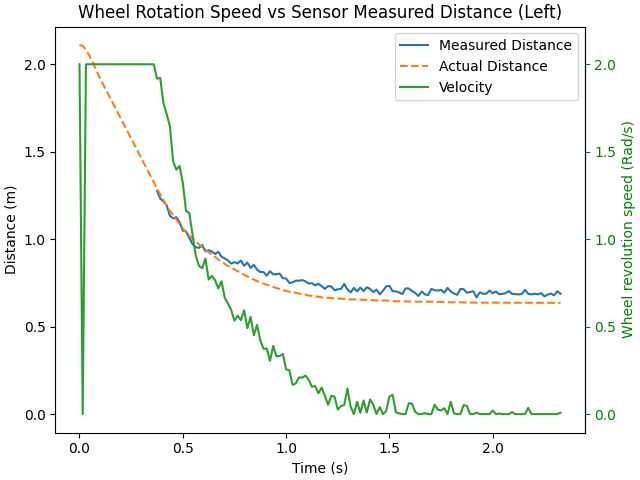 Wheel Rotation Speed vs Sensor Measured Distance (Left)
Measured Distance
Actual Distance
Velocity
Distance (m)
2.0
1.5
1.0
0.5
0.0
Wheel revolution speed (Rad/s)
2.0
1.5
1.0
0.5
0.0
0.0 0.5 1.0 1.5 2.0
Time (s)